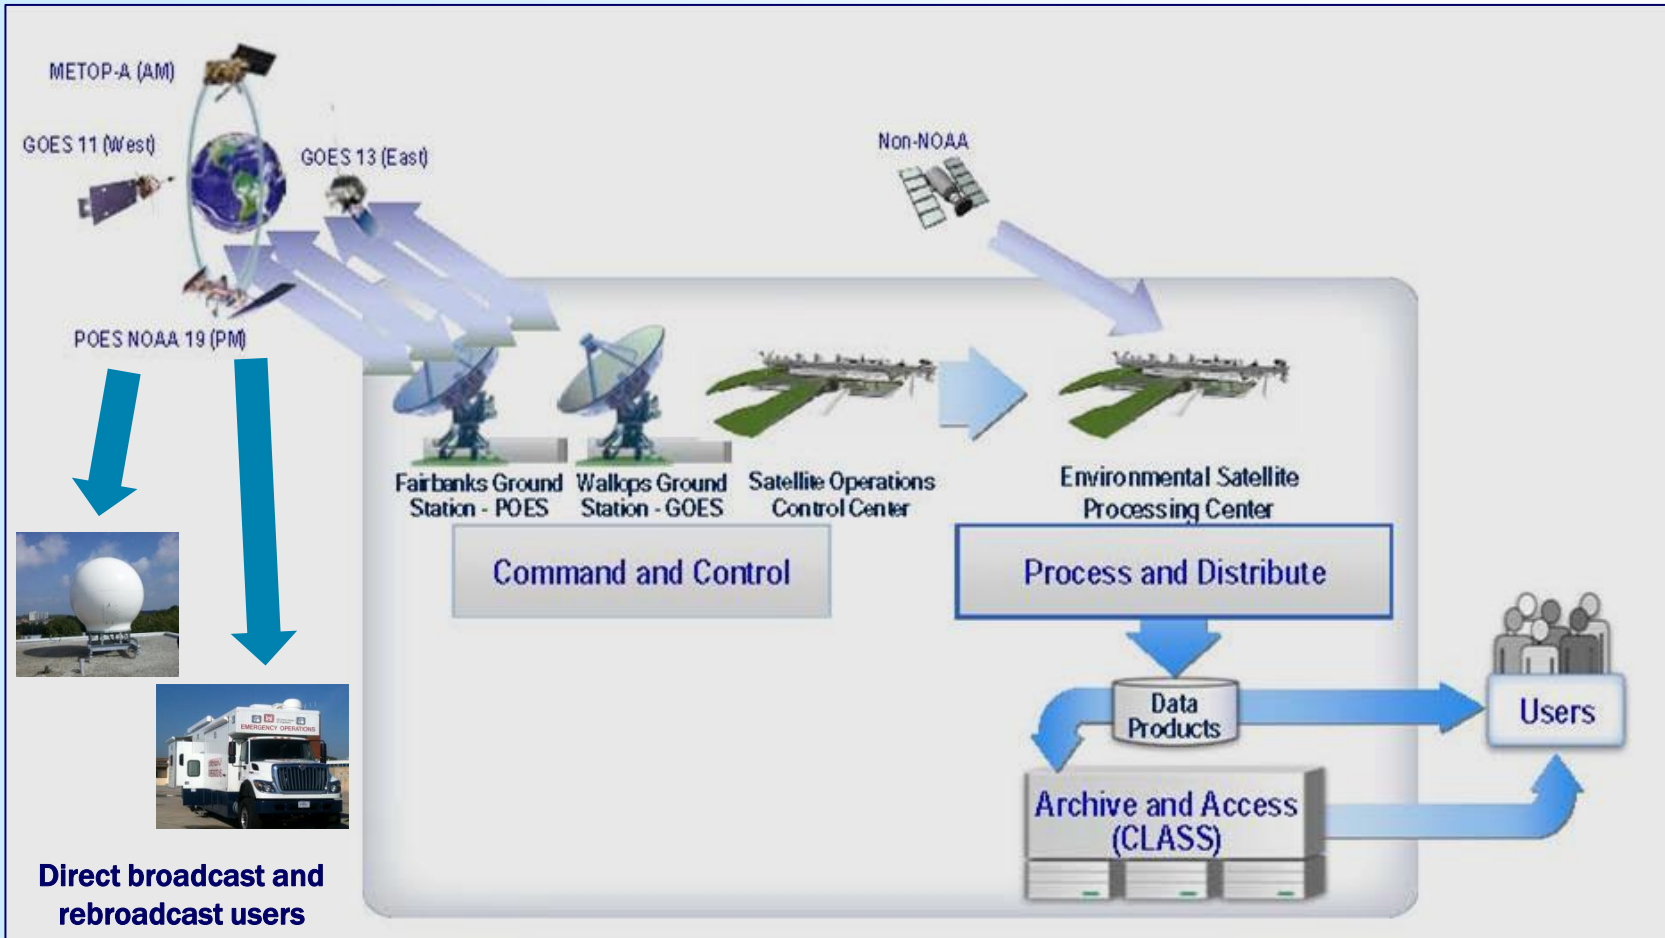 METOP-A (AM)
GOES 11 (West)
GOES 13 (East)
POES NOAA 19 (PM)
Non-NOAA
Fairbanks Ground
Station - POES
Wallops Ground
Station - GOES
Satellite Operations
Control Center
Environmental Satellite
Processing Center
Command and Control
Process and Distribute
Data
Products
Users
Archive and Access
(CLASS)
EMERGENCY OPERATIONS
Direct broadcast and
rebroadcast users